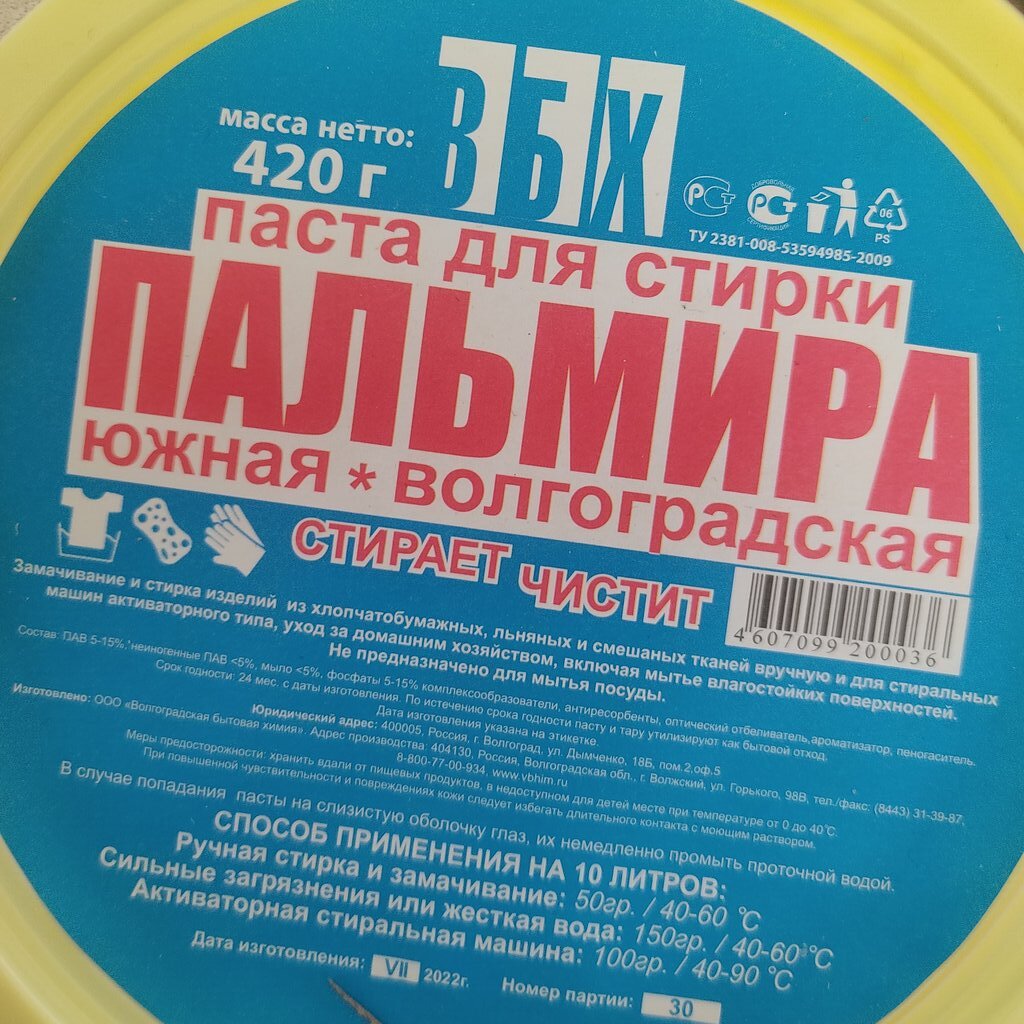 ВБХ
масса нетто:
420 г
РСТ
ДОБРОВОЛЬНАЯ
РСТ
СЕРТИФИКАЦИЯ
06
PS
ТУ 2381-008-53594985-2009
паста для стирки
ПАЛЬМИРА
южная * волгоградская
СТИРАЕТ ЧИСТИТ
4 607099 200036
Замачивание и стирка изделий из хлопчатобумажных, льняных и смешаных тканей вручную и для стиральных
машин активаторного типа, уход за домашним хозяйством, включая мытье влагостойких поверхностей.
Не предназначено для мытья посуды.
Состав: ПАВ 5-15%, неиногенные ПАВ <5%, мыло <5%, фосфаты 5-15% комплексообразователи, антиресорбенты, оптический отбеливатель,ароматизатор, пеногаситель.
Срок годности: 24 мес. с даты изготовления. По истечению срока годности пасту и тару утилизируют как бытовой отход.
Дата изготовления указана на этикетке.
Юридический адрес: 400005, Россия, г. Волгоград, ул. Дымченко, 18Б, пом.2,оф.5
Изготовлено: ООО «Волгоградская бытовая химия». Адрес производства: 404130, Россия, Волгоградская обл., г. Волжский, ул. Горького, 98В, тел./факс: (8443) 31-39-87,
8-800-77-00-934, www.vbhim.ru
Меры предосторожности: хранить вдали от пищевых продуктов, в недоступном для детей месте при температуре от 0 до 40°С.
При повышенной чувствительности и повреждениях кожи следует избегать длительного контакта с моющим раствором.
В случае попадания пасты на слизистую оболочку глаз, их немедленно промыть проточной водой.
СПОСОБ ПРИМЕНЕНИЯ НА 10 ЛИТРОВ:
Ручная стирка и замачивание: 50гр. / 40-60 °С
Сильные загрязнения или жесткая вода: 150гр. / 40-60 °С
Активаторная стиральная машина: 100гр. / 40-90 °С
Дата изготовления: VII 2022г. Номер партии: 30